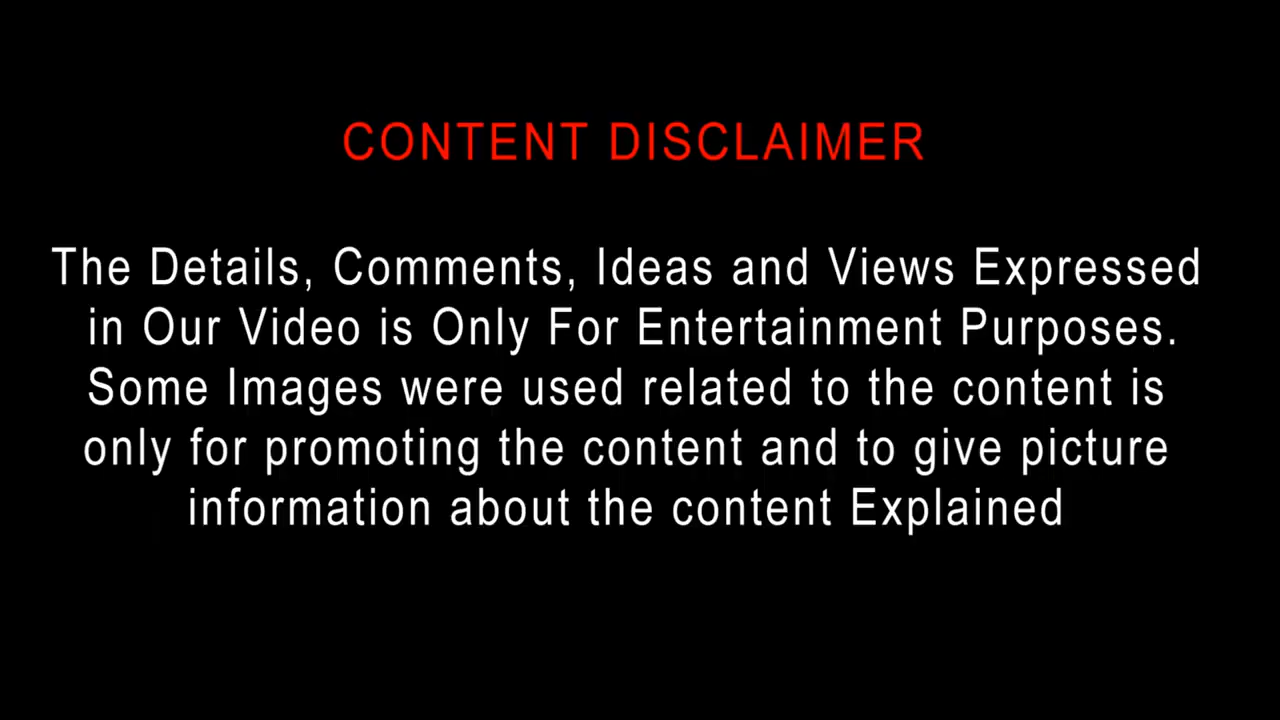 CONTENT DISCLAIMER
The Details, Comments, Ideas and Views Expressed
in Our Video is Only For Entertainment Purposes.
Some Images were used related to the content is
only for promoting the content and to give picture
information about the content Explained